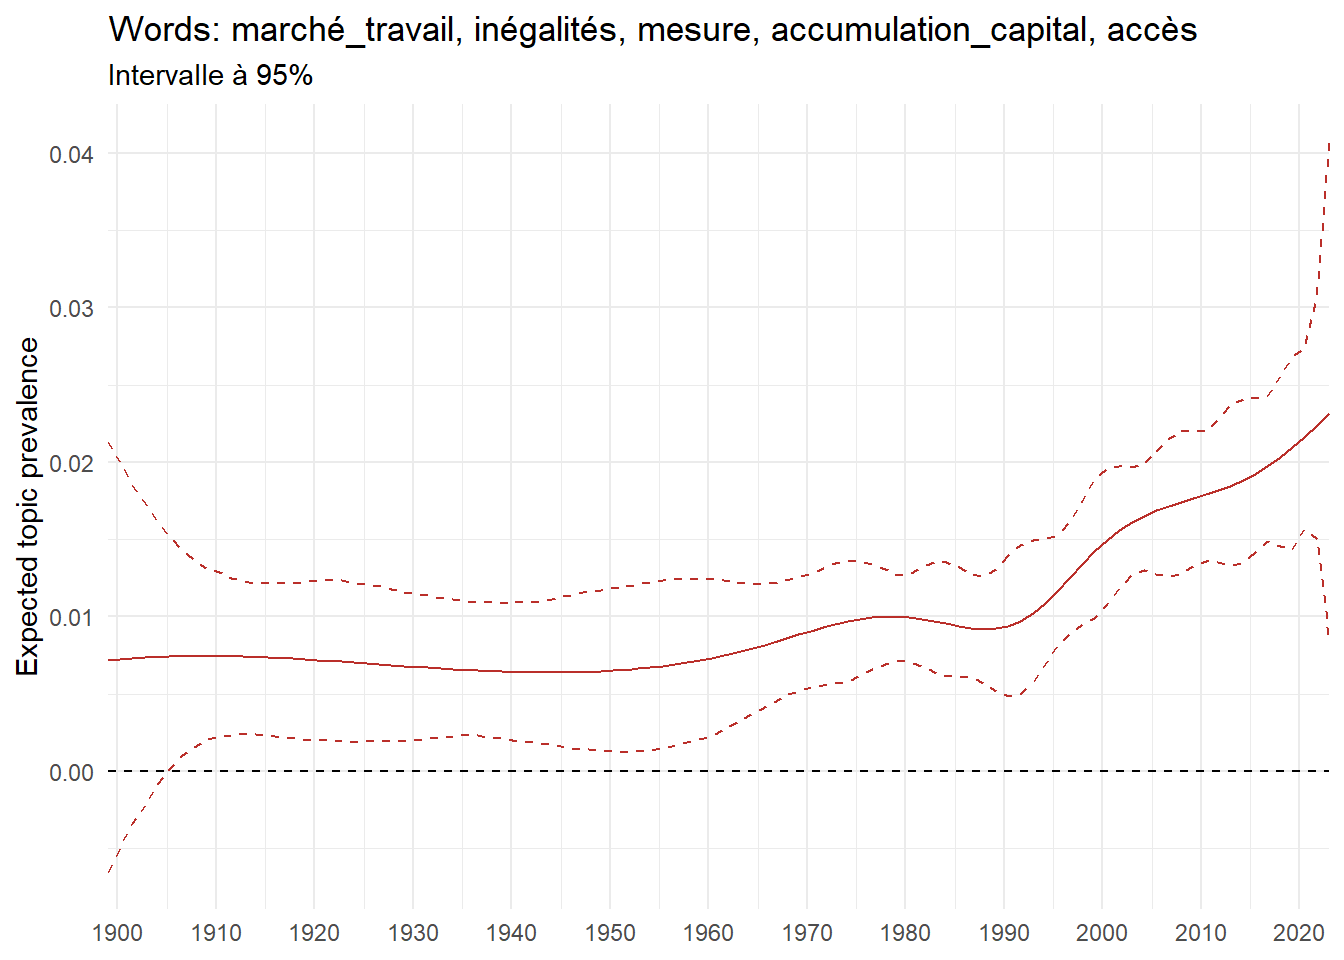 Words: marché_travail, inégalités, mesure, accumulation_capital, accès
Intervalle à 95%
Expected topic prevalence
0.04
0.03
0.02
0.01
0.00
1900 1910 1920 1930 1940 1950 1960 1970 1980 1990 2000 2010 2020